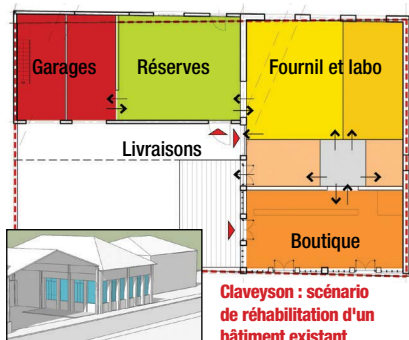 Garages
Réserves
Fournil et labo
Livraisons
Boutique
Claveyson : scénario
de réhabilitation d'un
bâtiment existant